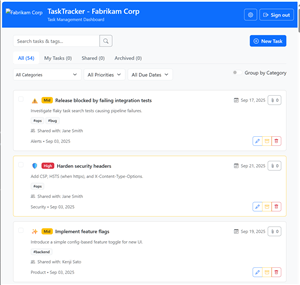 Fabrikam Corp
TaskTracker - Fabrikam Corp
Task Management Dashboard
Sign out
Search tasks & tags...
New Task
All (54)
My Tasks (0)
Shared (0)
Archived (0)
All Categories
All Priorities
All Due Dates
Group by Category
Mid
Release blocked by failing integration tests
Sep 17, 2025
$ 0
Investigate flaky task search tests causing pipeline failures.
#ops
#bug
Shared with: Jane Smith
Alerts • Sep 03, 2025
High
Harden security headers
Sep 21, 2025
$ 0
Add CSP, HSTS (when https), and X-Content-Type-Options.
#ops
Shared with: Jane Smith
Security • Sep 03, 2025
Mid
Implement feature flags
Sep 19, 2025
$ 0
Introduce a simple config-based feature toggle for new UI.
#backend
Shared with: Kenji Sato
Product • Sep 02, 2025